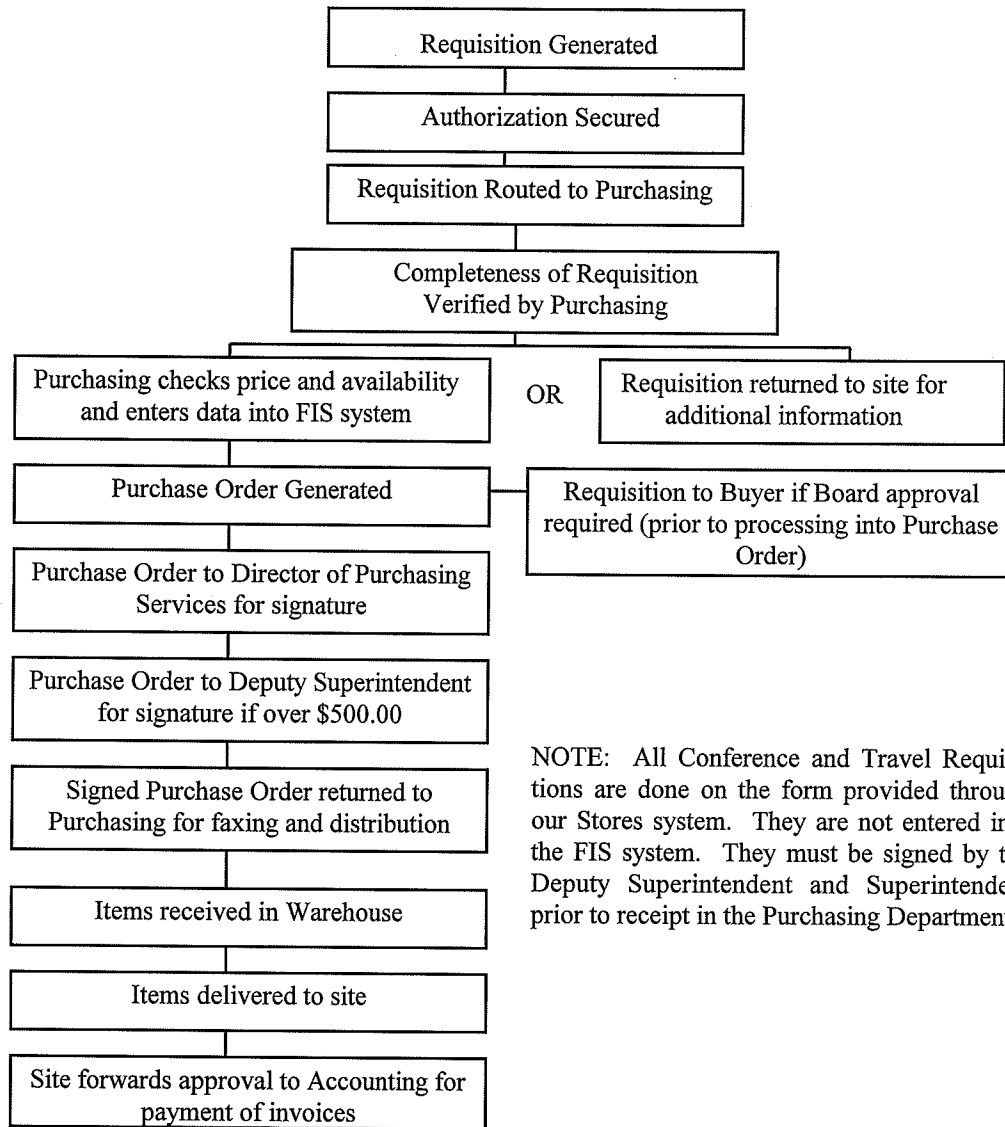 Requisition Generated
Authorization Secured
Requisition Routed to Purchasing
Completeness of Requisition
Verified by Purchasing
Purchasing checks price and availability
and enters data into FIS system
OR
Requisition returned to site for
additional information
Purchase Order Generated
Requisition to Buyer if Board approval
required (prior to processing into Purchase
Order)
Purchase Order to Director of Purchasing
Services for signature
Purchase Order to Deputy Superintendent
for signature if over $500.00
Signed Purchase Order returned to
Purchasing for faxing and distribution
Items received in Warehouse
Items delivered to site
Site forwards approval to Accounting for
payment of invoices
NOTE: All Conference and Travel Requi
tions are done on the form provided throu
our Stores system. They are not entered in
the FIS system. They must be signed by t
Deputy Superintendent and Superintende
prior to receipt in the Purchasing Department